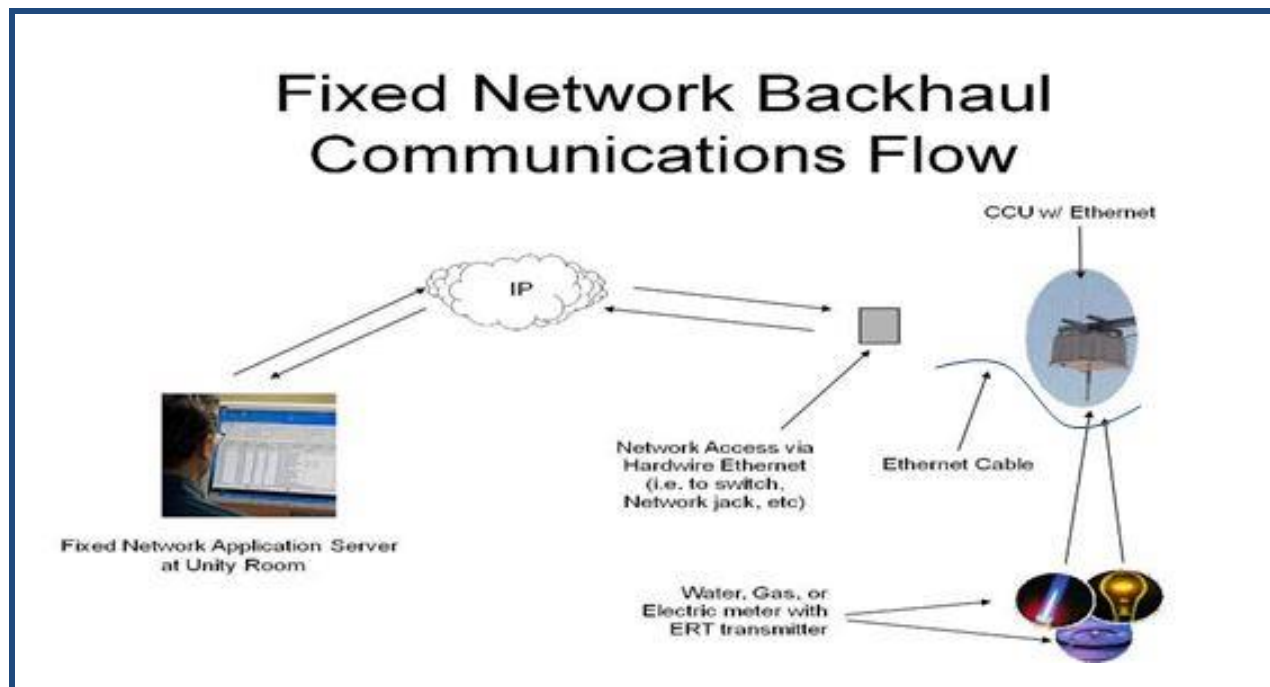 Fixed Network Backhaul
Communications Flow
CCU w/ Ethernet
IP
Network Access via
Hardwire Ethernet
(i.e. to switch,
Network jack, etc)
Ethernet Cable
Fixed Network Application Server
at Unity Room
Water, Gas, or
Electric meter with
ERT transmitter